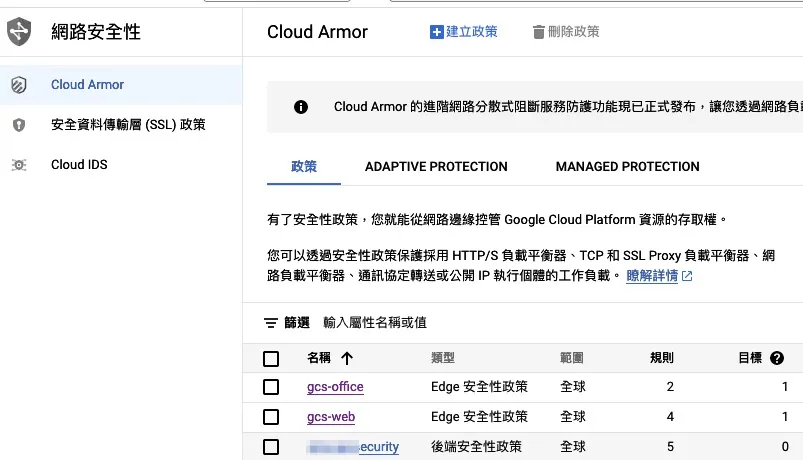 網路安全性
Cloud Armor
建立政策
刪除政策
Cloud Armor
安全資料傳輸層 (SSL) 政策
Cloud IDS
Cloud Armor 的進階網路分散式阻斷服務防護功能現已正式發布，讓您透過網路負
政策
ADAPTIVE PROTECTION
MANAGED PROTECTION
有了安全性政策，您就能從網路邊緣控管 Google Cloud Platform 資源的存取權。
您可以透過安全性政策保護採用 HTTP/S 負載平衡器、TCP 和 SSL Proxy 負載平衡器、網
路負載平衡器、通訊協定轉送或公開 IP 執行個體的工作負載。 瞭解詳情
篩選 輸入屬性名稱或值
名稱 類型 範圍 規則 目標
gcs-office Edge 安全性政策 全球 2 1
gcs-web Edge 安全性政策 全球 4 1
ecurity 後端安全性政策 全球 5 0